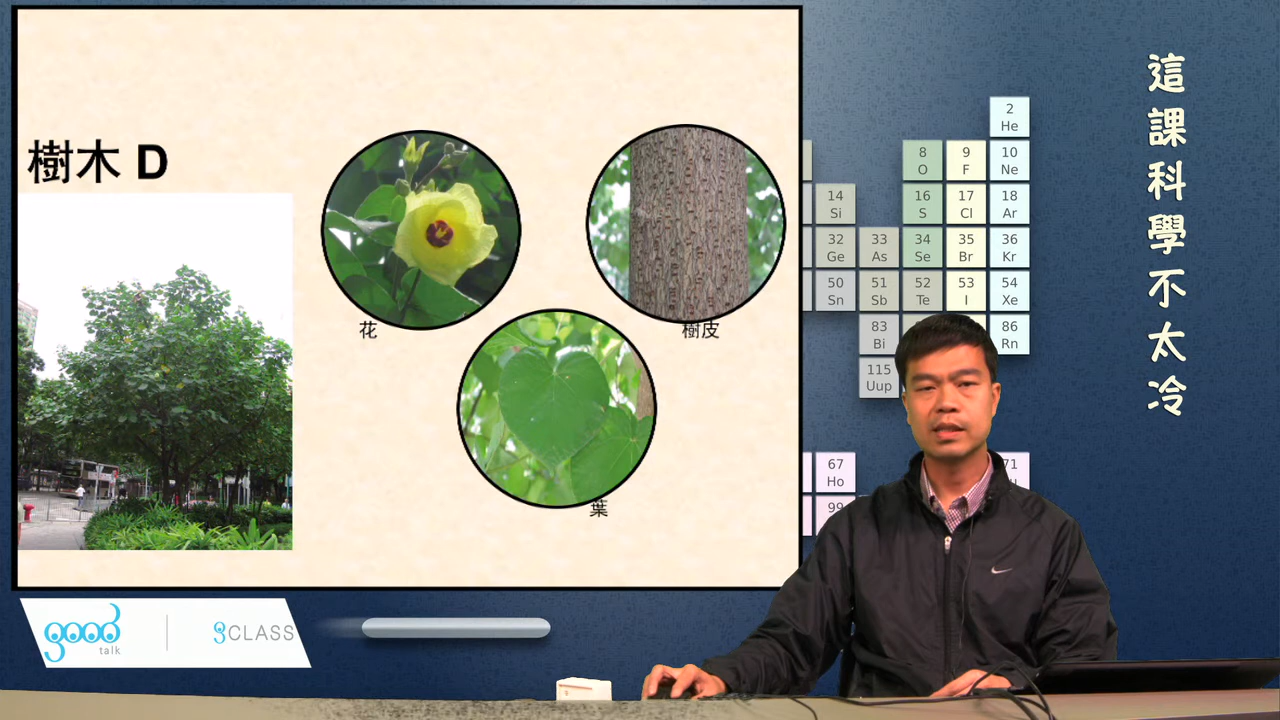 樹木 D
花
樹皮
葉
這課科學不太冷
2
He
8
O
9
F
10
Ne
14
Si
16
S
17
Cl
18
Ar
32
Ge
33
As
34
Se
35
Br
36
Kr
50
Sn
51
Sb
52
Te
53
I
54
Xe
83
Bi
86
Rn
115
Uup
67
Ho
71
99
good
talk
CLASS